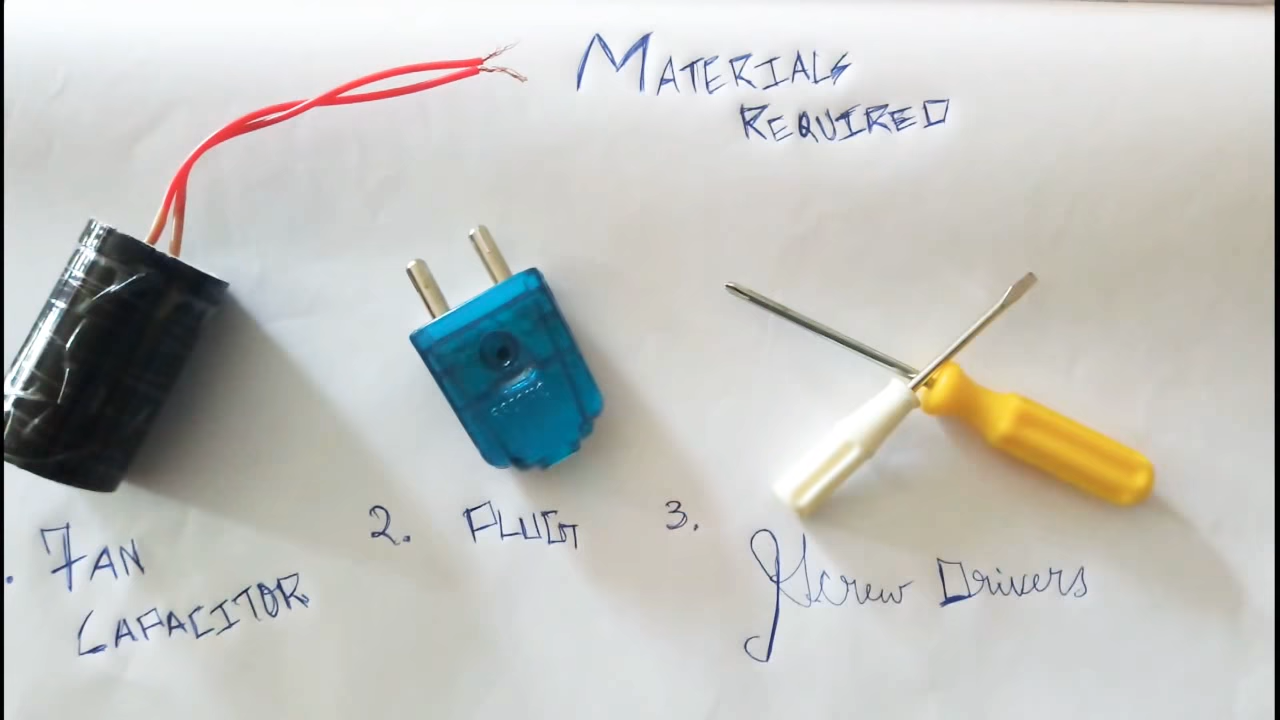 MATERIALS
REQUIRED
. FAN
CAPACITOR
2. PLUG
3. Screw Drivers